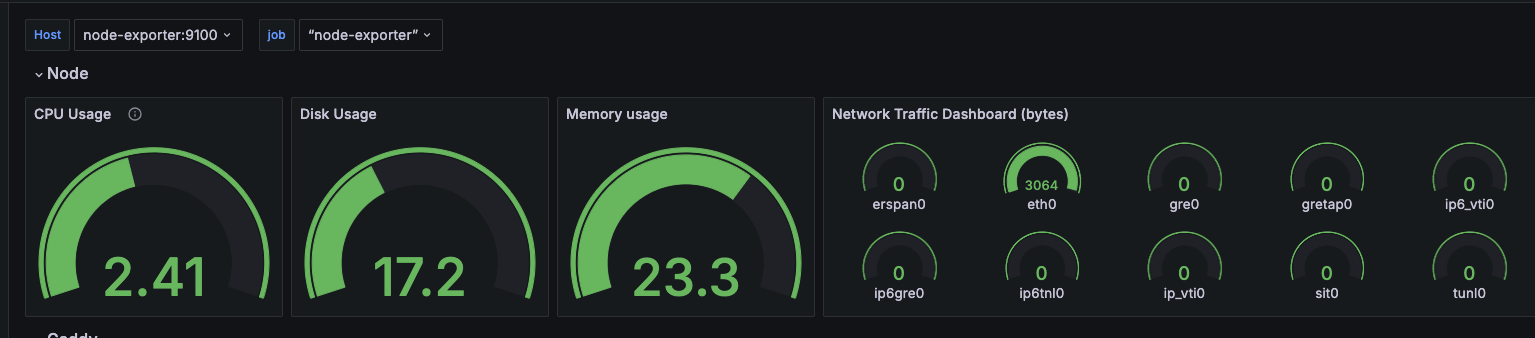 Host node-exporter:9100 job “node-exporter”
Node
CPU Usage Disk Usage Memory usage Network Traffic Dashboard (bytes)
2.41 17.2 23.3
0 3064 0 0 0
erspan0 eth0 gre0 gretap0 ip6_vti0
0 0 0 0 0
ip6gre0 ip6tnl0 ip_vti0 sit0 tunl0